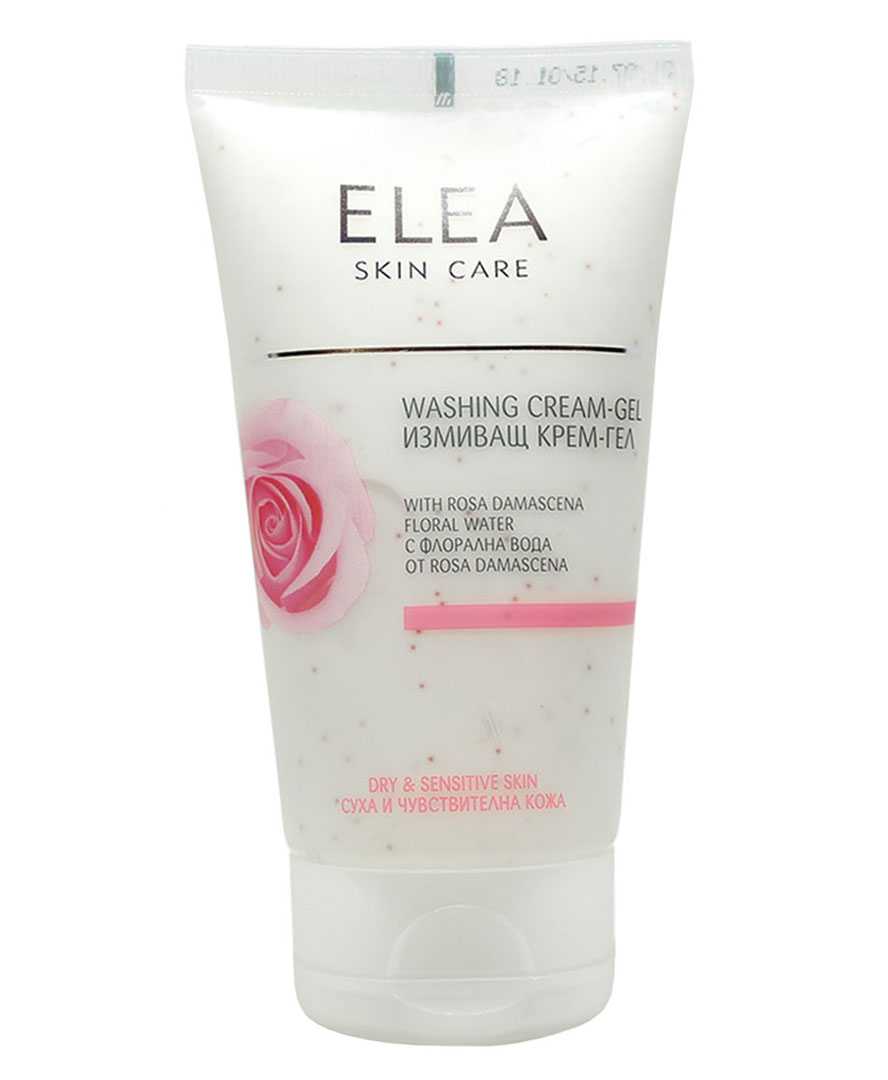 ELEA
SKIN CARE
WASHING CREAM-GEL
ИЗМИВАЩ КРЕМ-ГЕЛ
WITH ROSA DAMASCENA
FLORAL WATER
С ФЛОРАЛНА ВОДА
ОТ ROSA DAMASCENA
DRY & SENSITIVE SKIN
СУХА И ЧУВСТВИТЕЛНА КОЖА